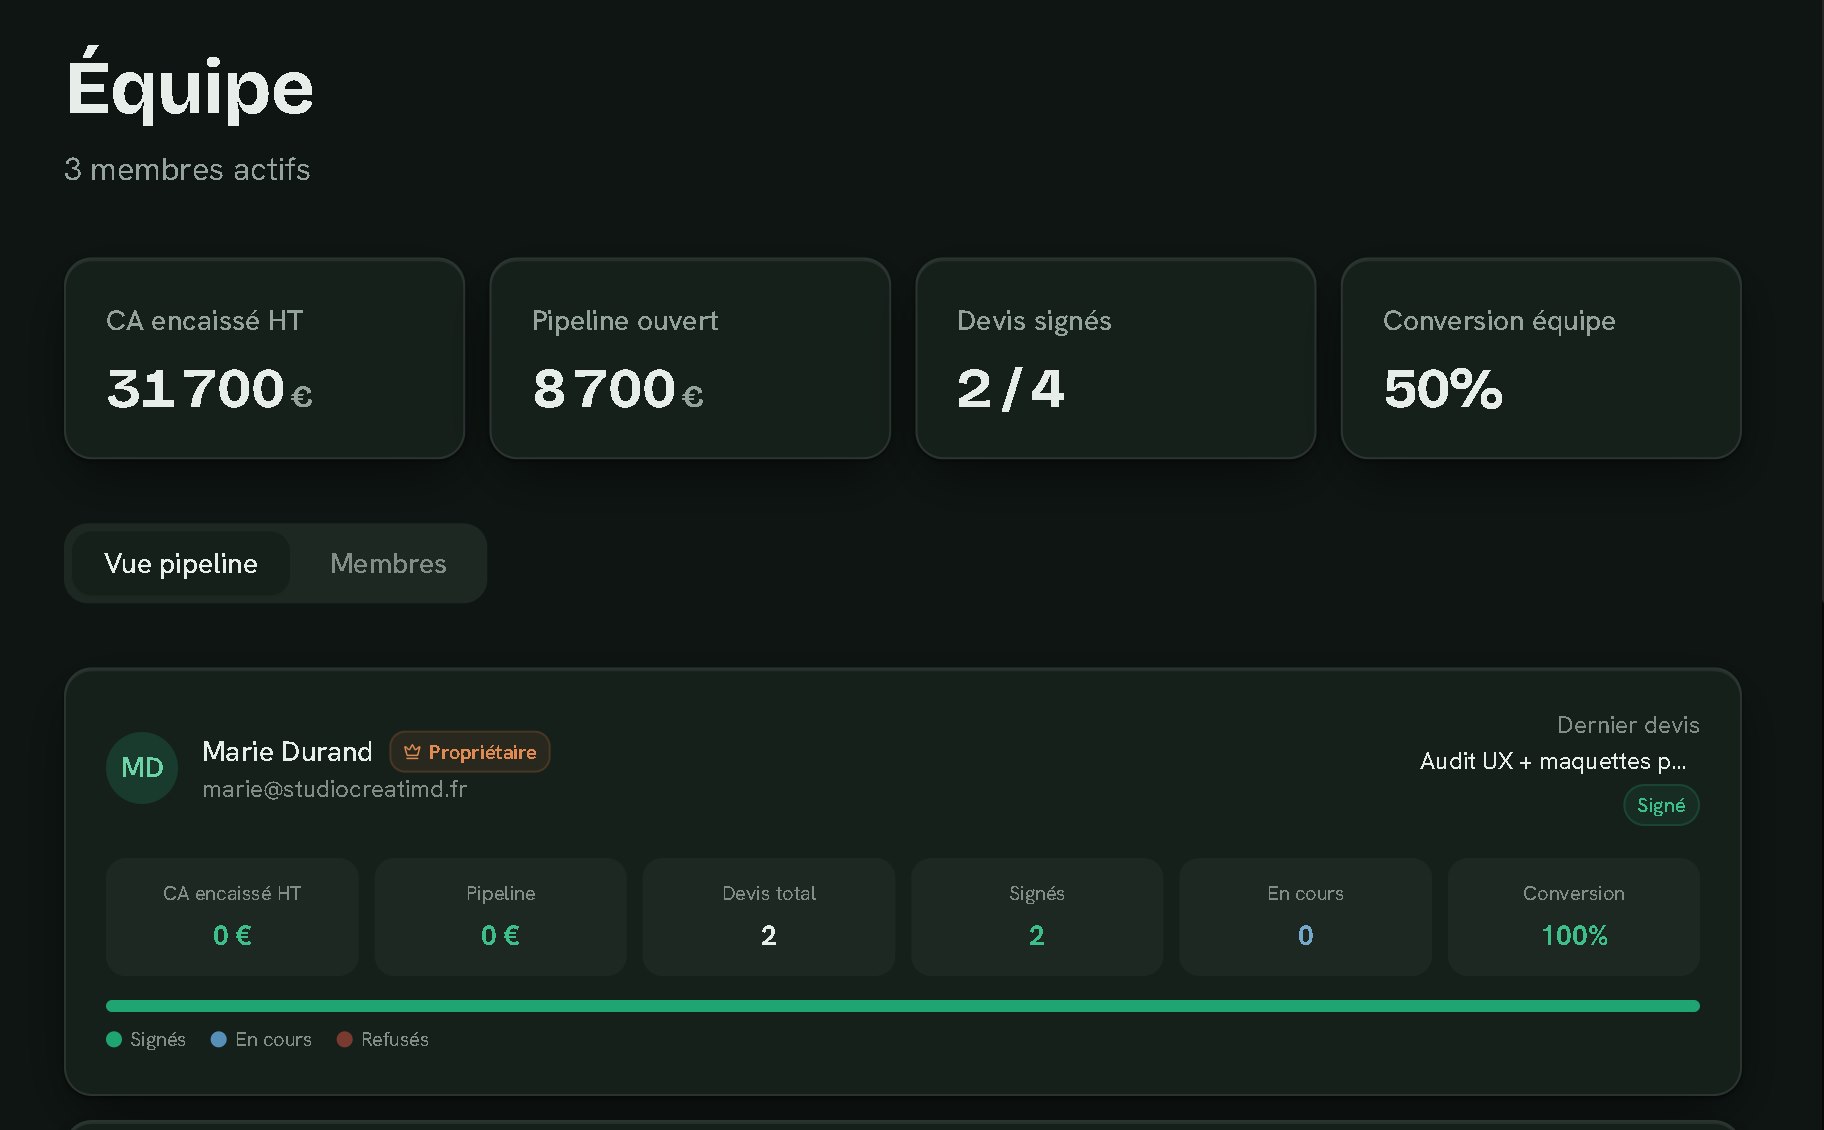 Équipe
3 membres actifs
CA encaissé HT
31 700 €
Pipeline ouvert
8 700 €
Devis signés
2 / 4
Conversion équipe
50%
Vue pipeline
Membres
MD
Marie Durand
Propriétaire
marie@studiocreatimd.fr
Dernier devis
Audit UX + maquettes p...
Signé
CA encaissé HT
0 €
Pipeline
0 €
Devis total
2
Signés
2
En cours
0
Conversion
100%
Signés
En cours
Refusés